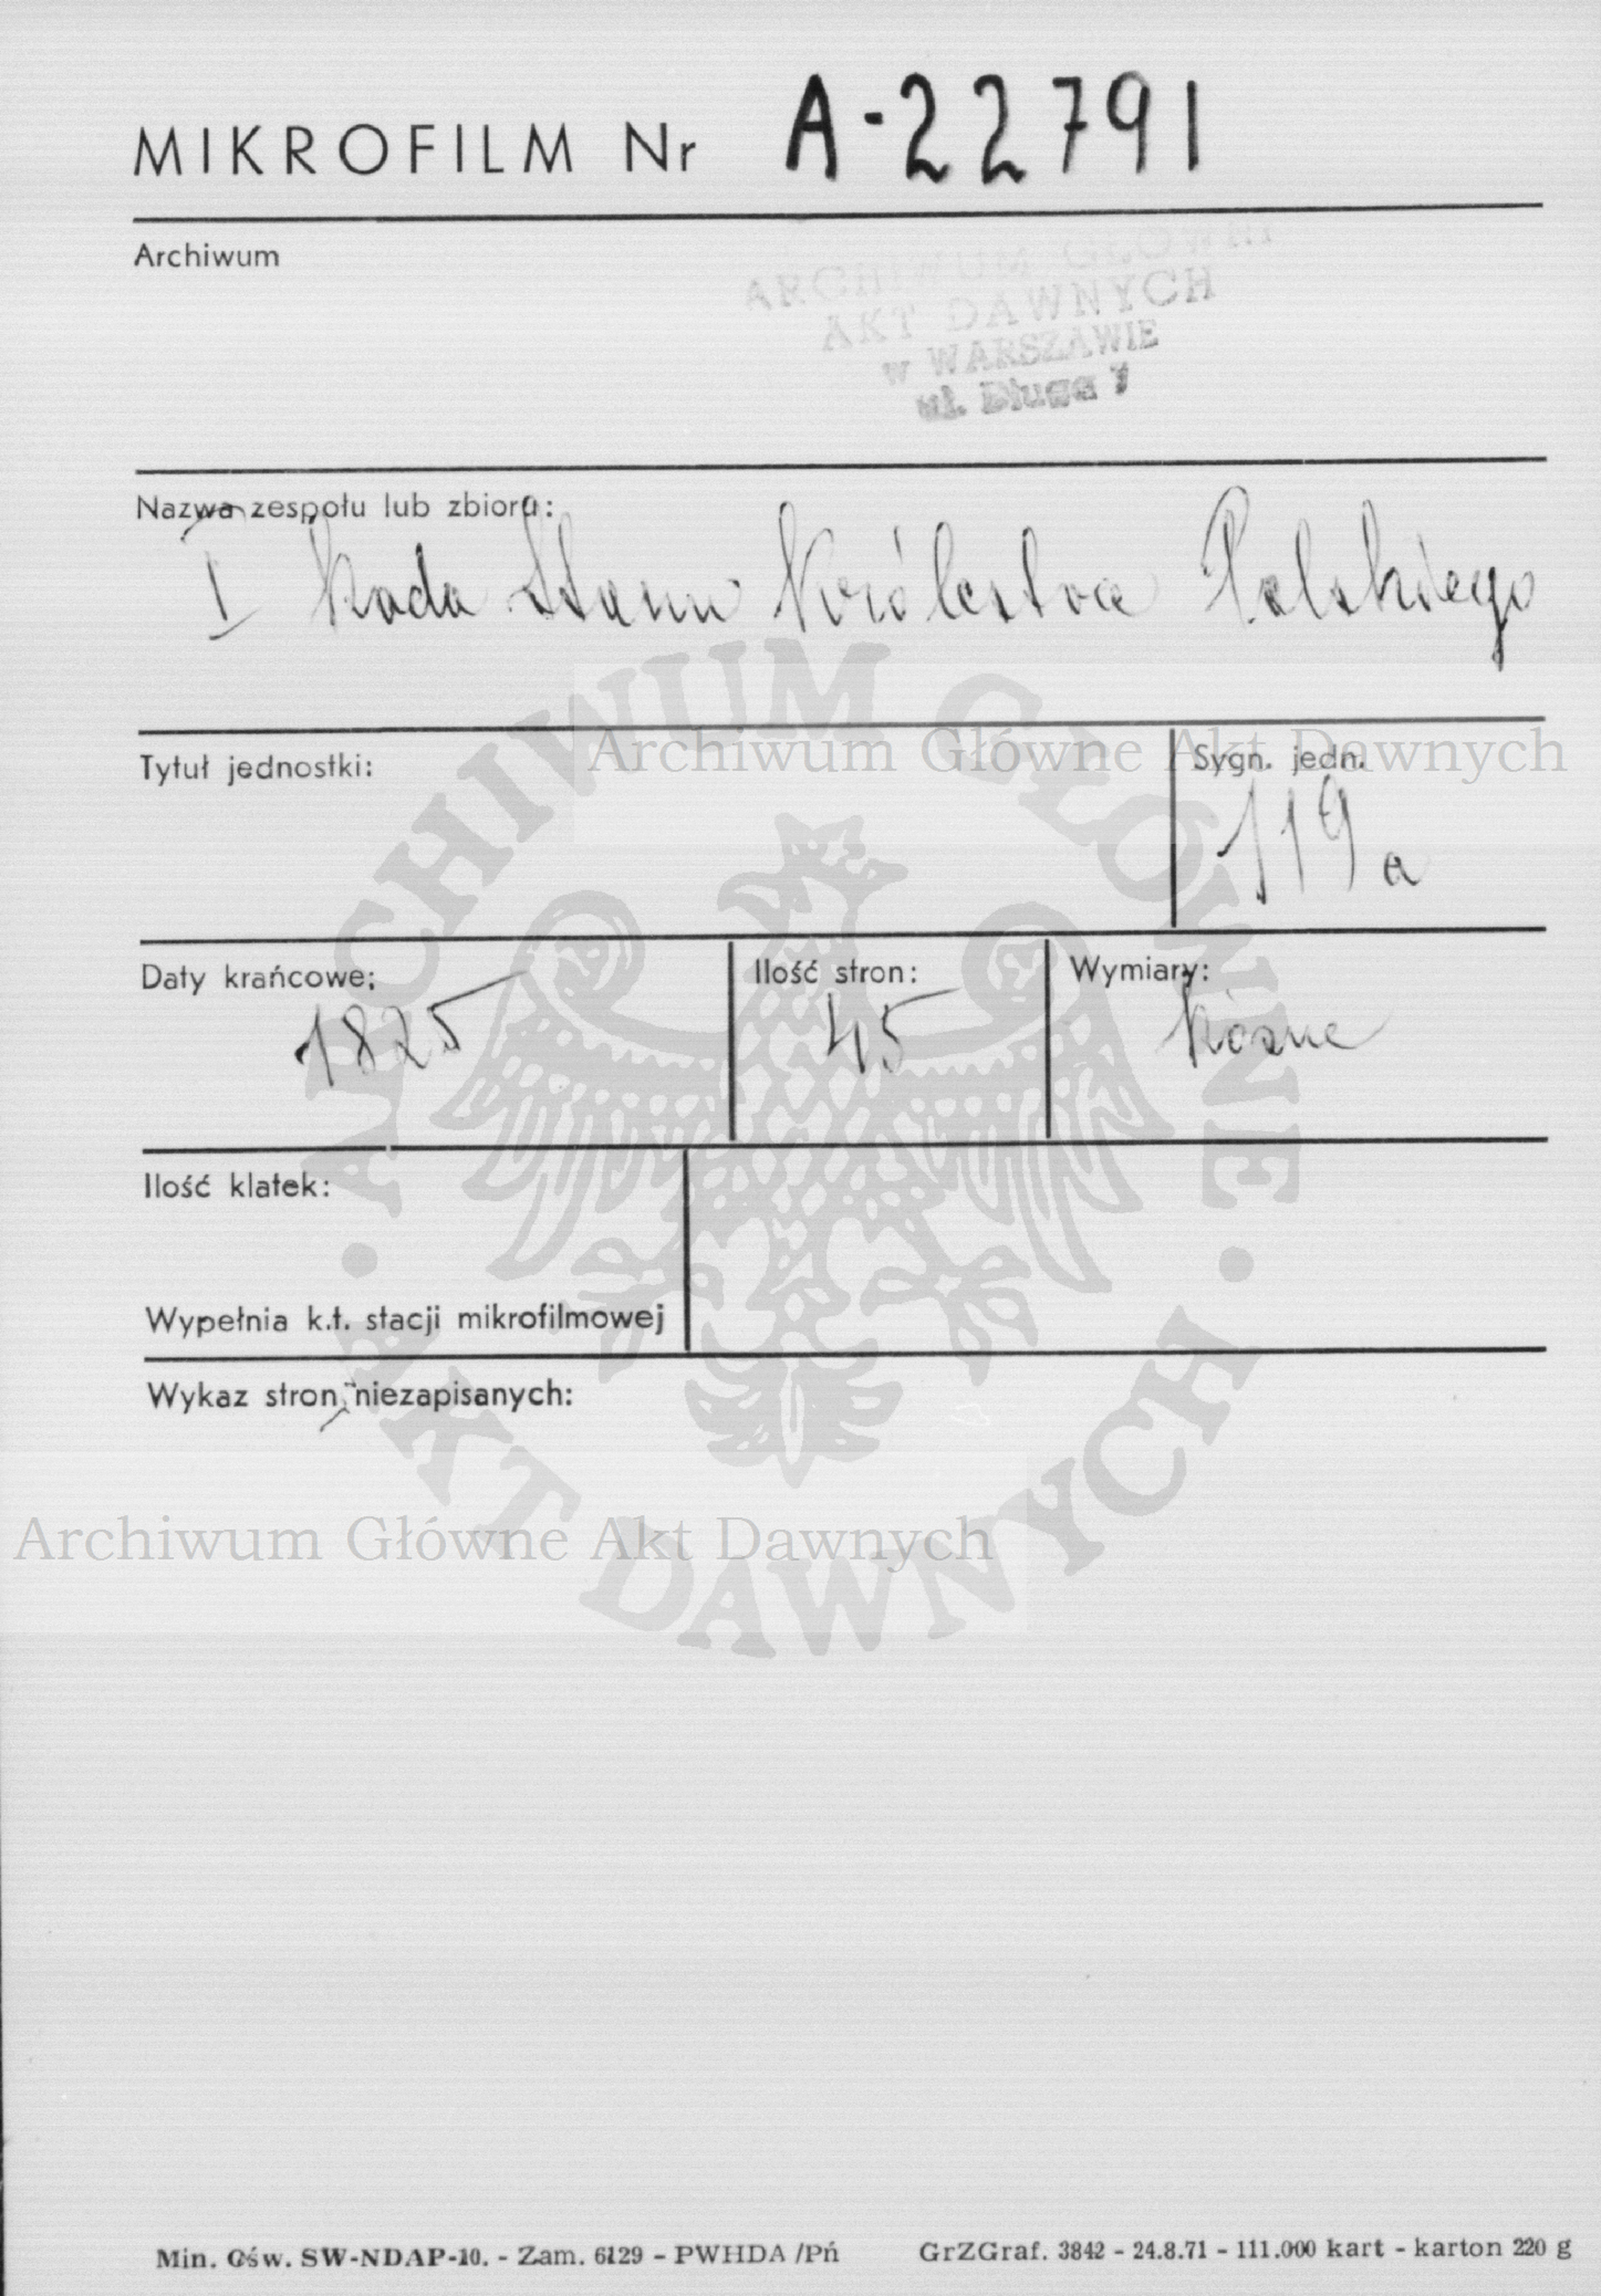 MIKROFILM Nr A-22791
Archiwum
ARCHIWUM GŁÓWNE
AKT DAWNYCH
w WARSZAWIE
ul. Długa 7
Nazwa zespołu lub zbioru:
I Rada Stanu Królestwa Polskiego
ARCHIWUM GŁÓWNE
Archiwum Główne Akt Dawnych
Tytuł jednostki:
Sygn. jedn.
119a
Daty krańcowe:
1825
Ilość stron:
45
Wymiary:
Różne
Ilość klatek:
Wypełnia k.t. stacji mikrofilmowej
Wykaz stron niezapisanych:
Archiwum Główne Akt Dawnych
AKT DAWNYCH
Min. Ośw. SW-NDAP-10. - Zam. 6129 - PWHDA /Pń GrZGraf. 3842 - 24.8.71 - 111.000 kart - karton 220 g